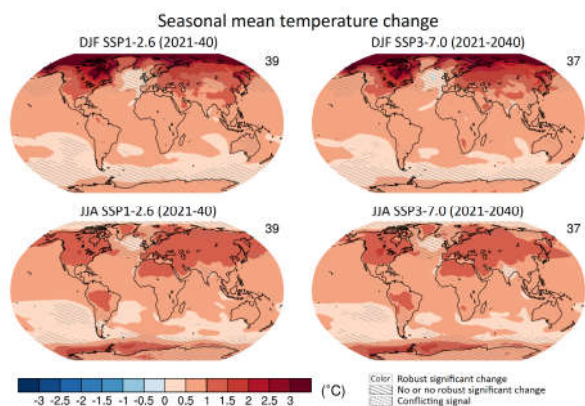 Seasonal mean temperature change
DJF SSP1-2.6 (2021-40)
39
DJF SSP3-7.0 (2021-2040)
37
JJA SSP1-2.6 (2021-40)
39
JJA SSP3-7.0 (2021-2040)
37
-3 -2.5 -2 -1.5 -1 -0.5 0 0.5 1 1.5 2 2.5 3
(°C)
Color Robust significant change
No or no robust significant change
Conflicting signal